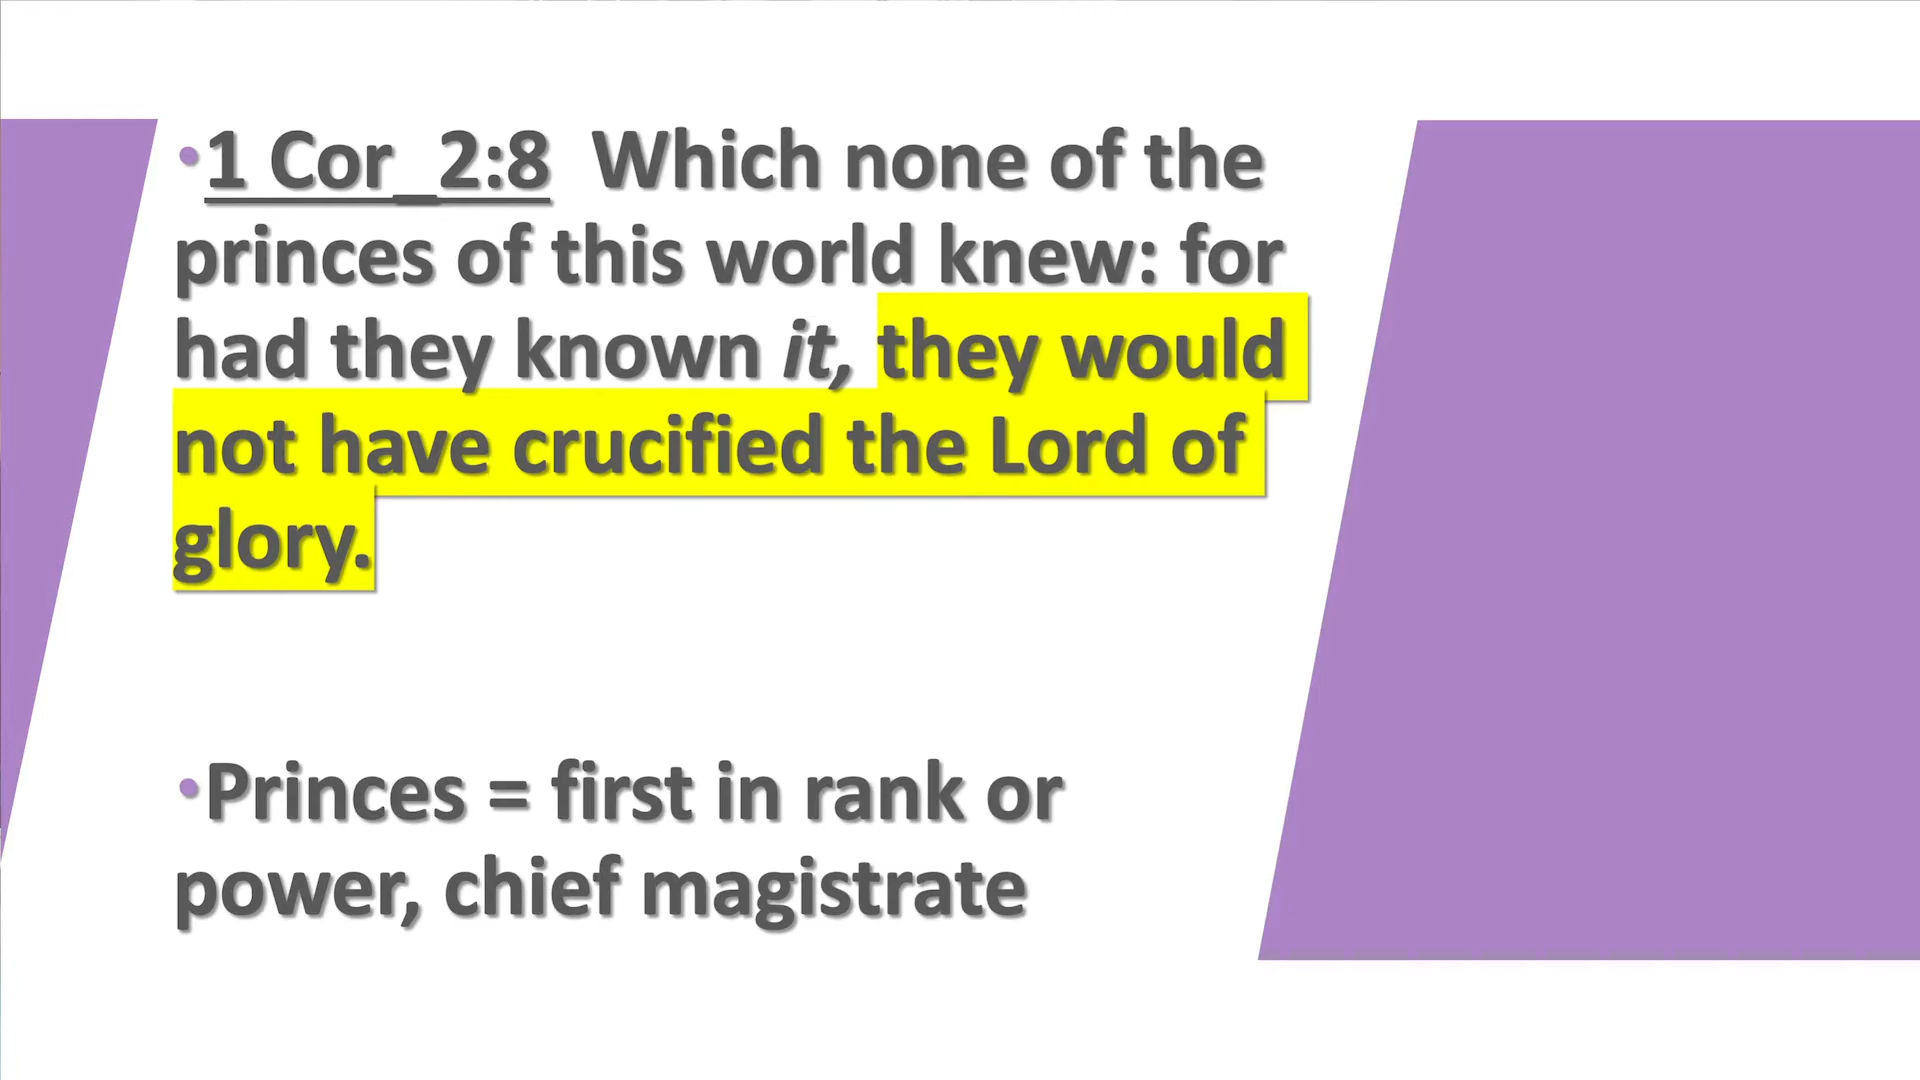 •1 Cor_2:8  Which none of the
princes of this world knew: for
had they known it, they would
not have crucified the Lord of
glory.
•Princes = first in rank or
power, chief magistrate